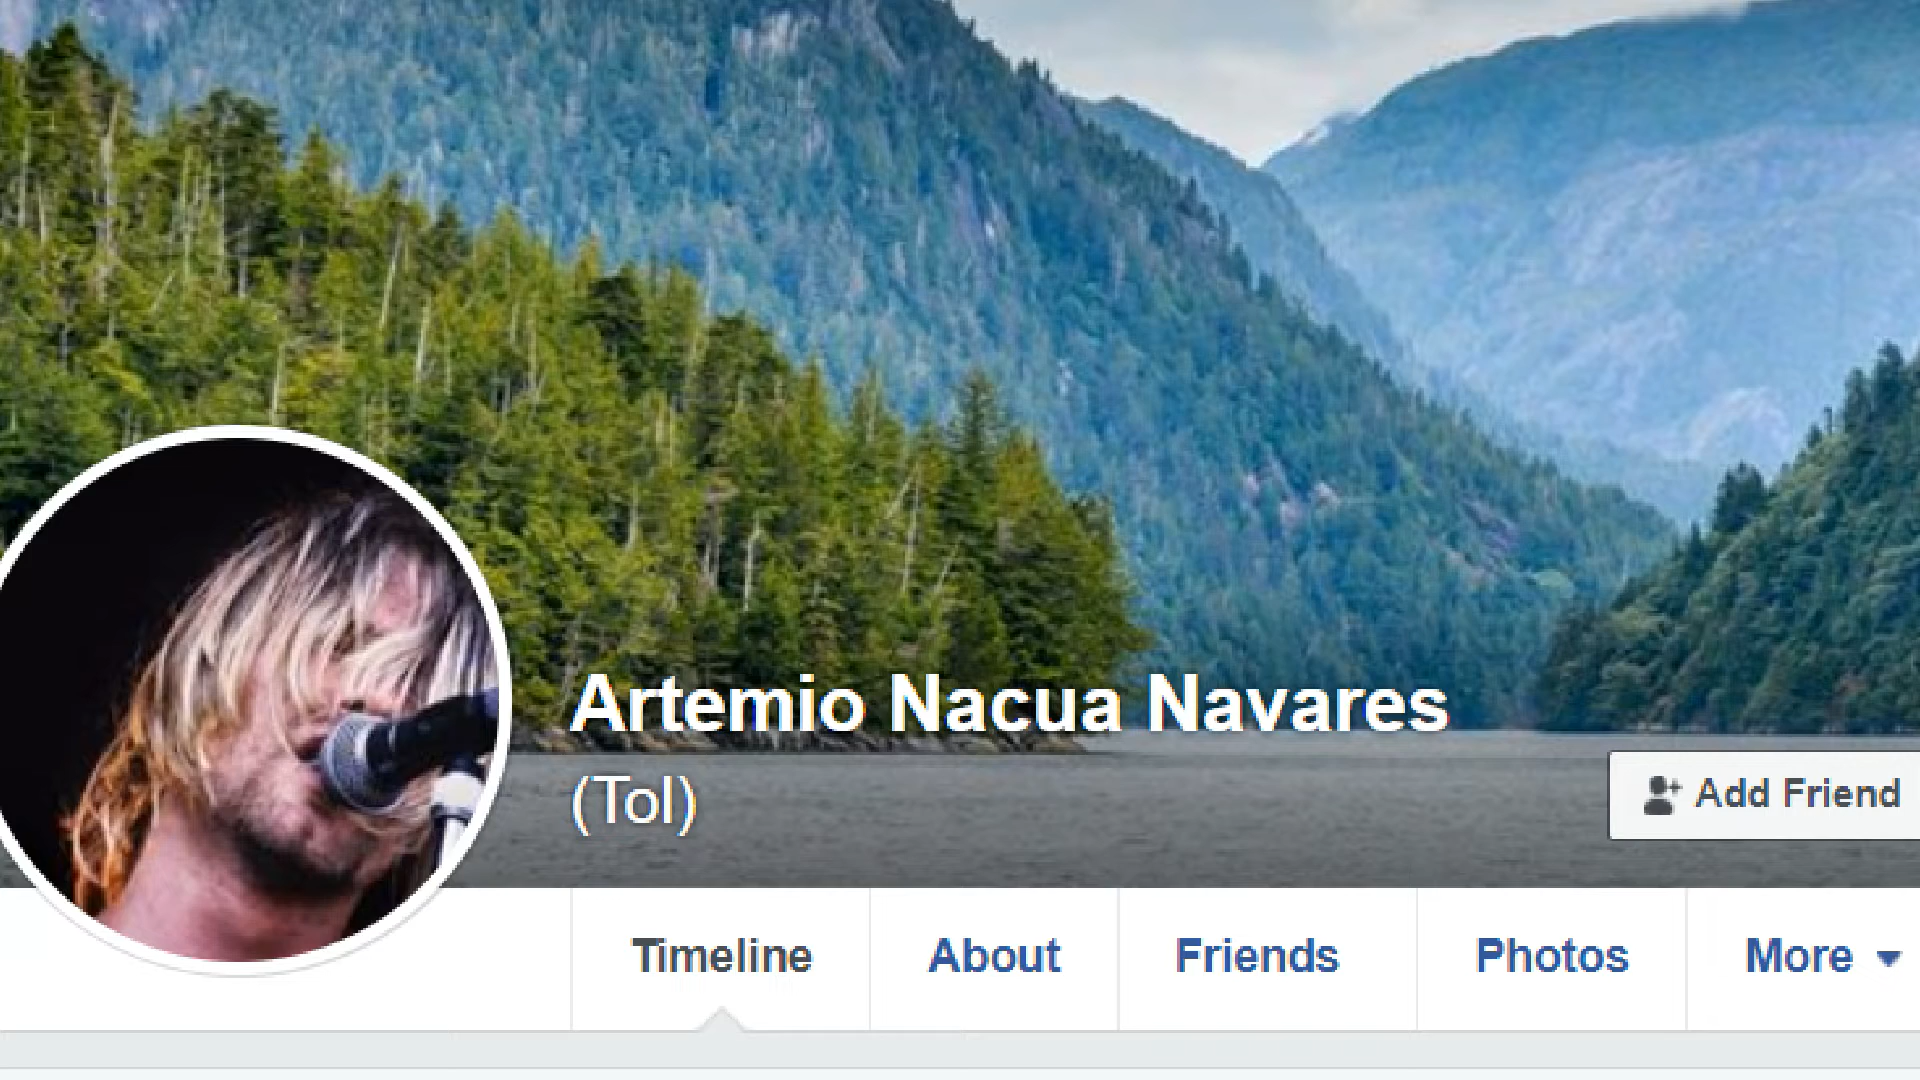 Artemio Nacua Navares
(Tol)
Add Friend
Timeline
About
Friends
Photos
More